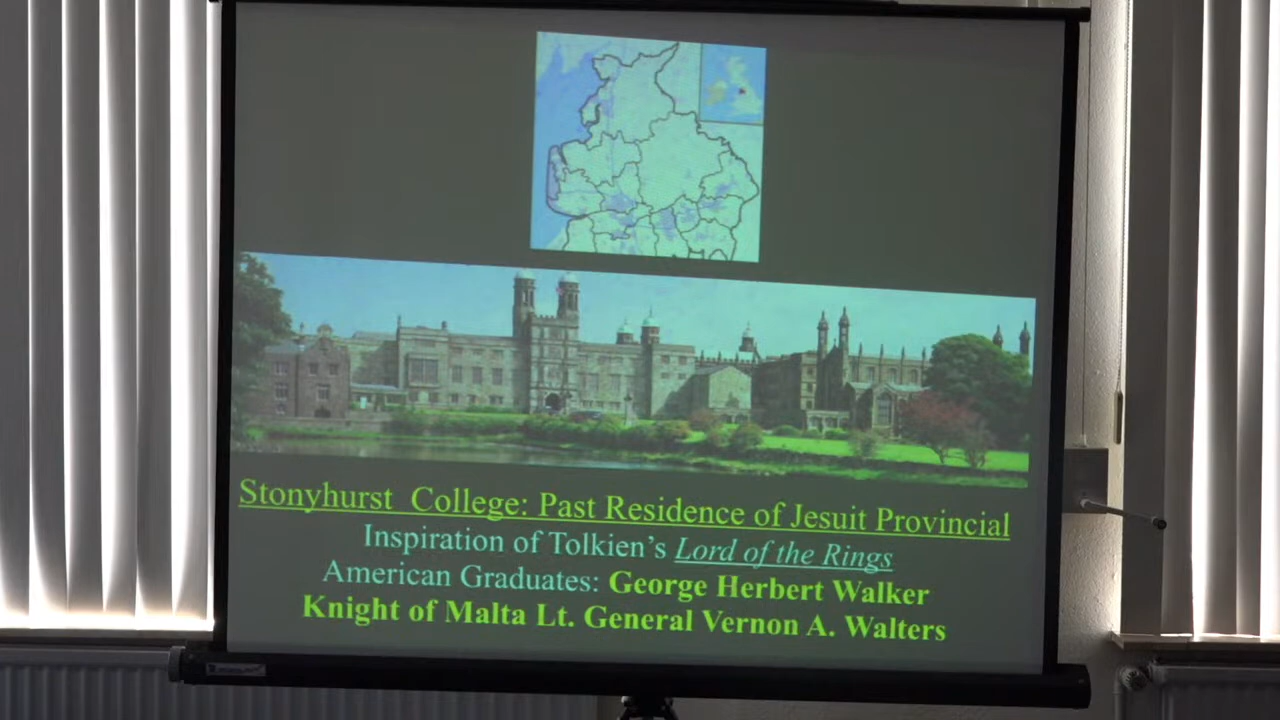 Stonyhurst College: Past Residence of Jesuit Provincial
Inspiration of Tolkien's Lord of the Rings
American Graduates: George Herbert Walker
Knight of Malta Lt. General Vernon A. Walters